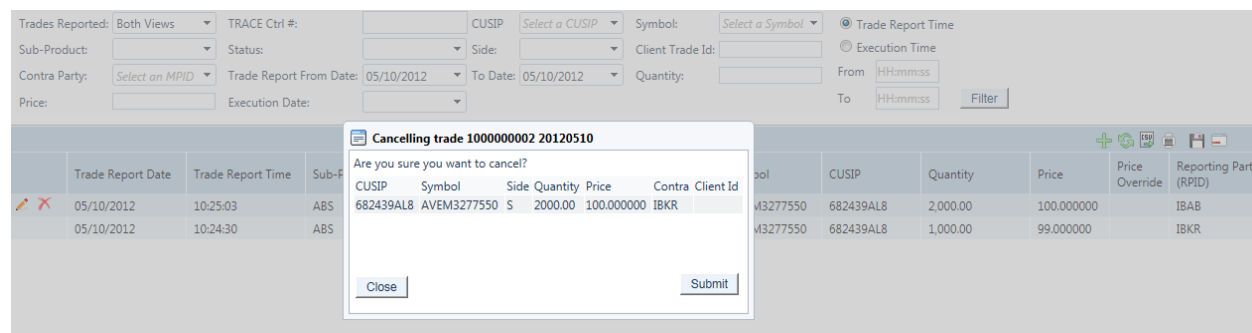 Trades Reported: Both Views TRACE Ctrl #: CUSIP Select a CUSIP Symbol: Select a Symbol Trade Report Time
Sub-Product: Status: Side: Client Trade Id: Execution Time
Contra Party: Select an MPID Trade Report From Date: 05/10/2012 To Date: 05/10/2012 Quantity: From HH:mm:ss
Price: Execution Date: To HH:mm:ss Filter
Cancelling trade 1000000002 20120510
Are you sure you want to cancel?
CUSIP Symbol Side Quantity Price Contra Client Id
682439AL8 AVEM3277550 S 2000.00 100.000000 IBKR
Close Submit
CSV
Trade Report Date Trade Report Time Sub-P bol CUSIP Quantity Price Price Override Reporting Part (RPID)
05/10/2012 10:25:03 ABS M3277550 682439AL8 2,000.00 100.000000 IBAB
05/10/2012 10:24:30 ABS M3277550 682439AL8 1,000.00 99.000000 IBKR